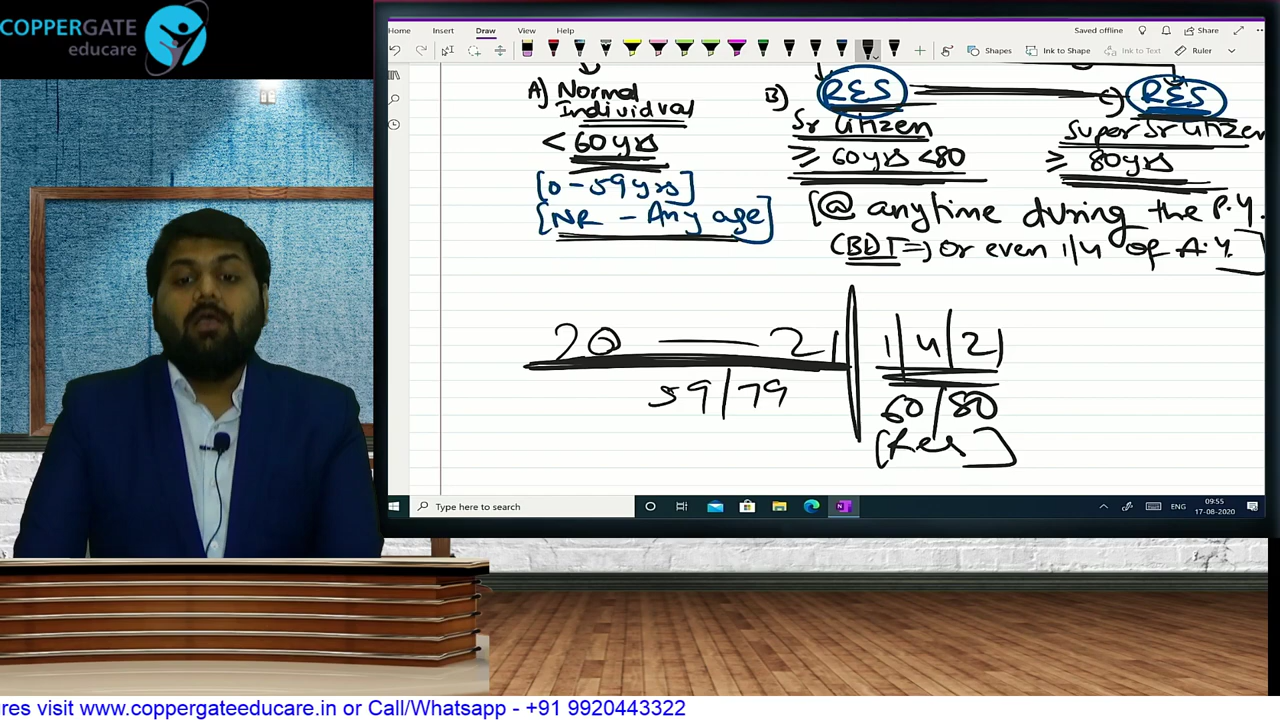 COPPERGATE
educare
Home Insert Draw View Help
Saved offline
Share
Shapes
Ink to Shape
Ink to Text
Ruler
A) Normal
Individual
< 60 yrs
[0 - 59 yrs]
[NR - Any age]
B) RES
Sr Citizen
≥ 60 yrs < 80
C) RES
Super Sr Citizen
≥ 80 yrs
[@ anytime during the P.Y.
(BDT => or even 1/4 of A.Y.]
20 — 21
59/79
1/4/21
60/80
[Res]
Type here to search
ENG
09:55
17-08-2020
res visit www.coppergateeducare.in or Call/Whatsapp - +91 9920443322